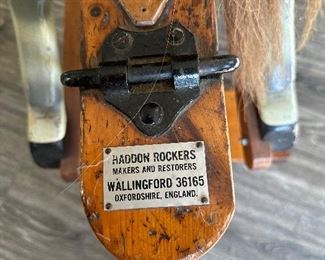 HADDON ROCKERS
MAKERS AND RESTORERS
WALLINGFORD 36165
OXFORDSHIRE, ENGLAND.